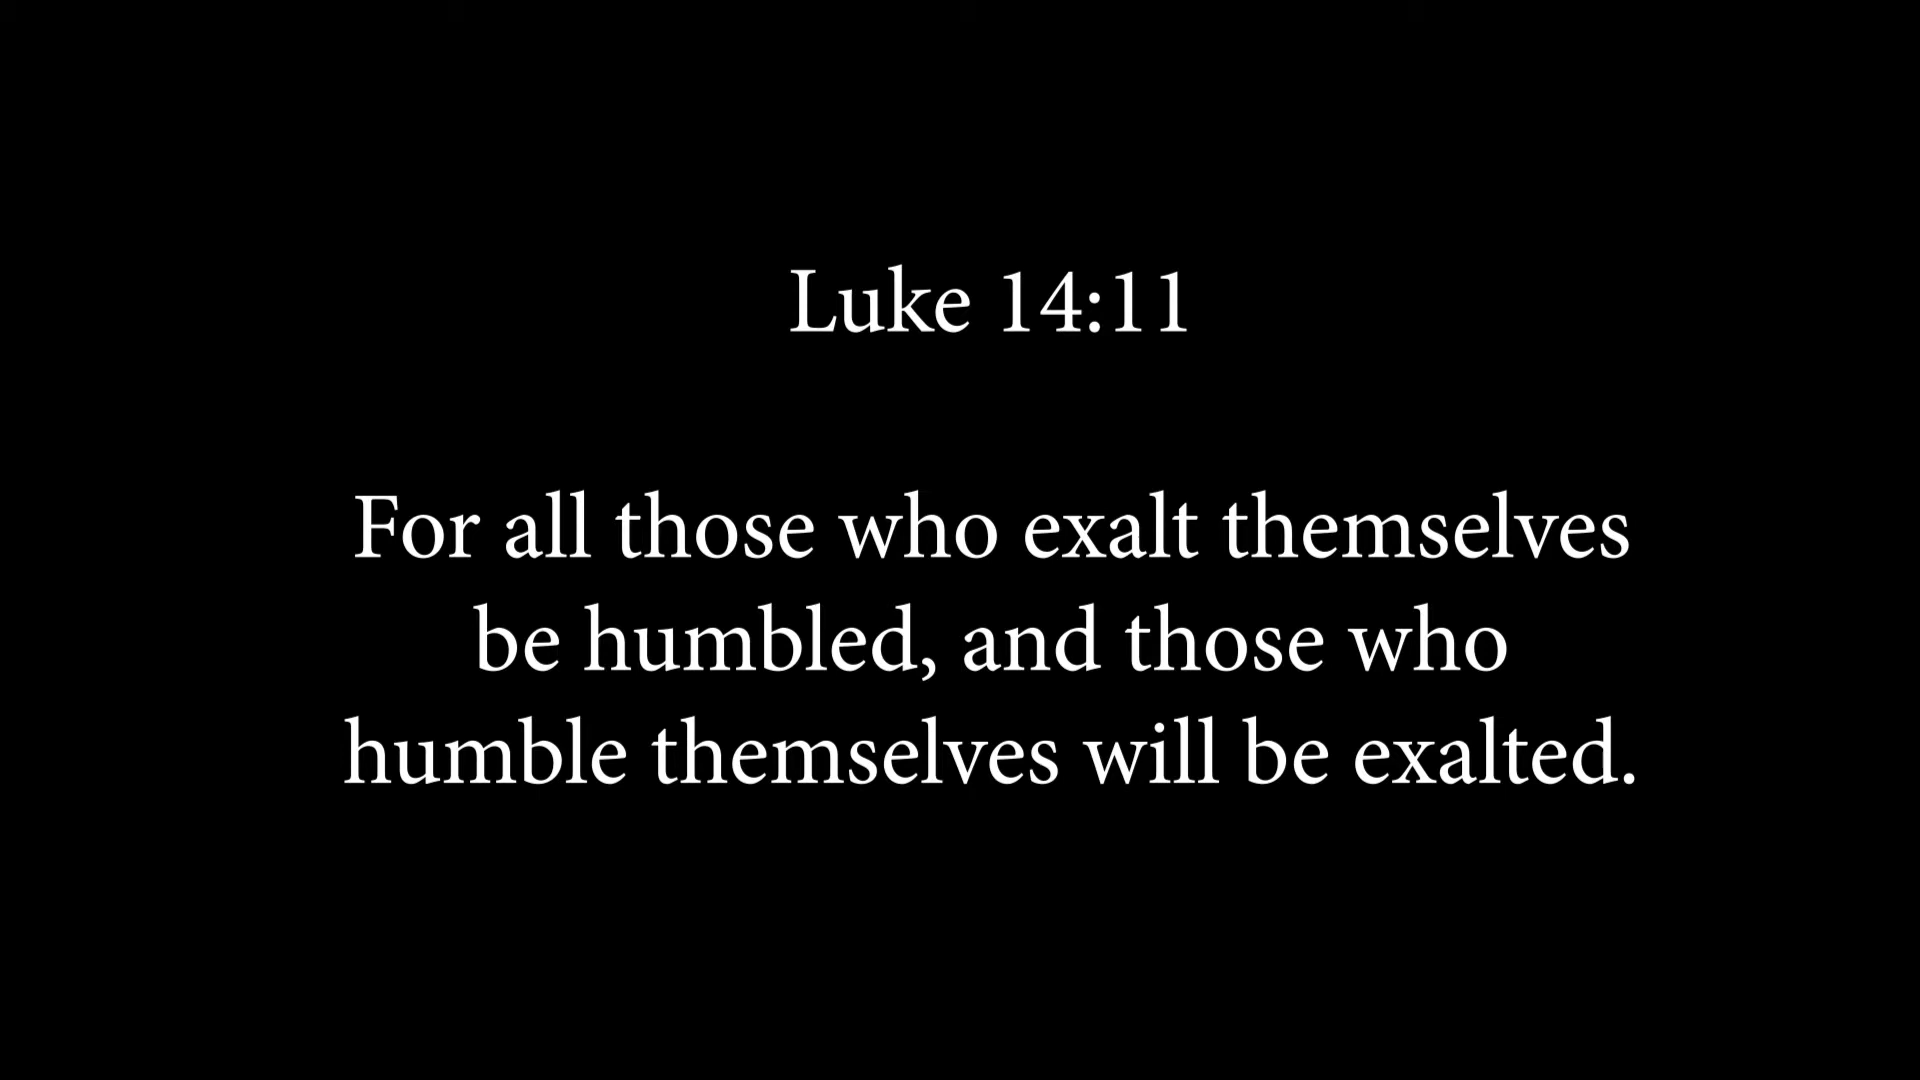 Luke 14:11
For all those who exalt themselves
be humbled, and those who
humble themselves will be exalted.